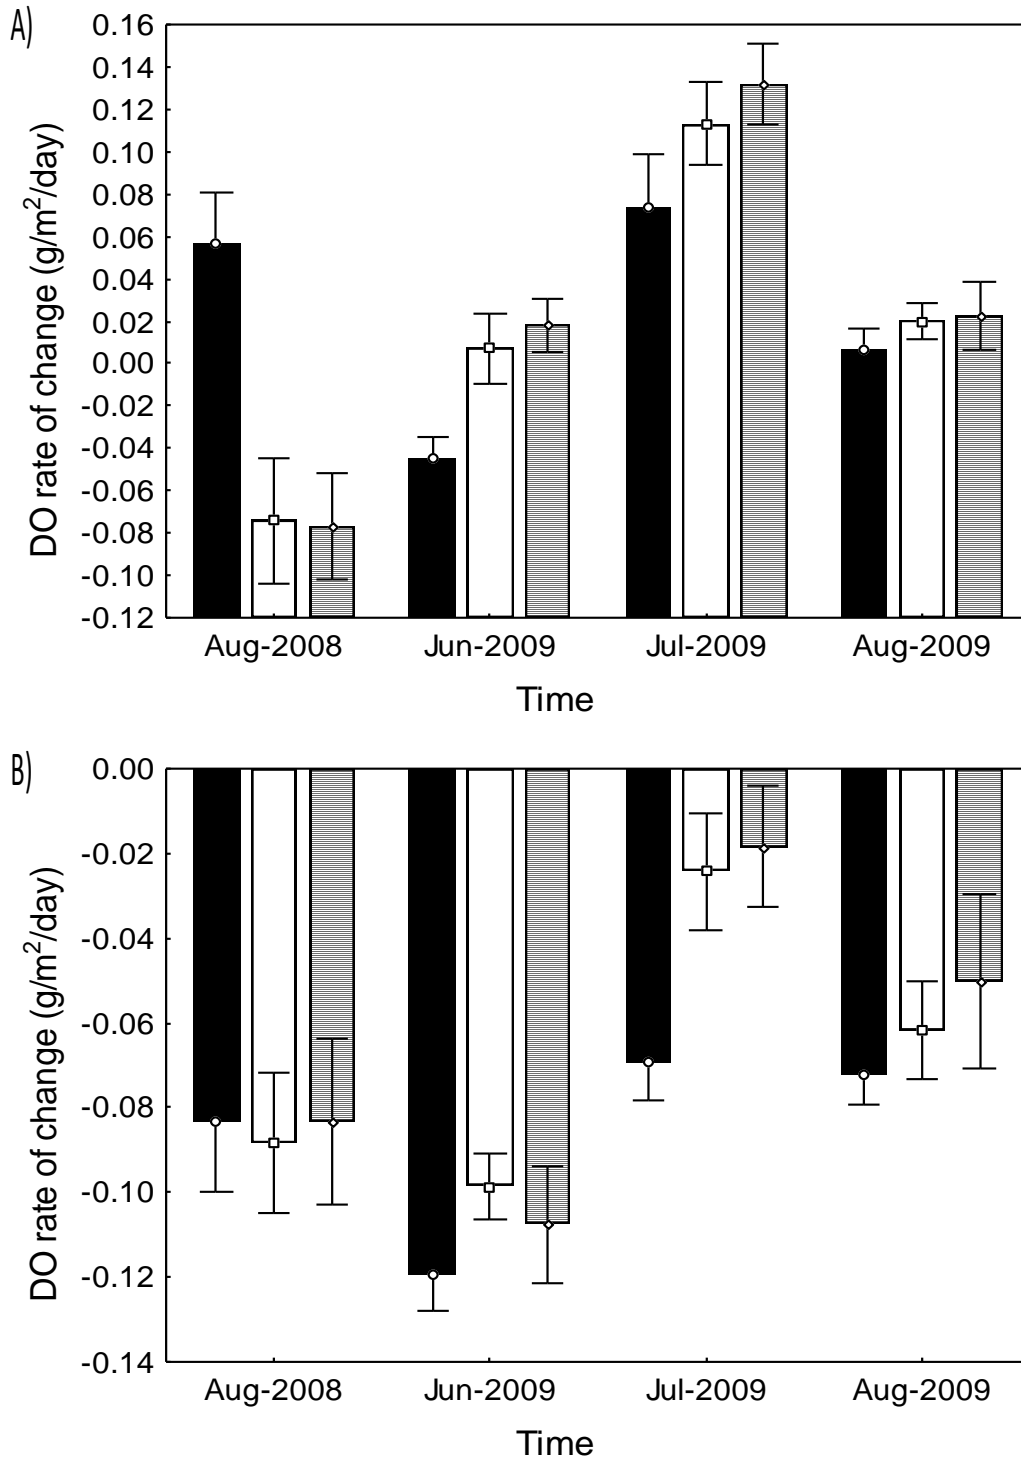 A)
0.16
0.14
0.12
0.10
0.08
0.06
0.04
0.02
0.00
-0.02
-0.04
-0.06
-0.08
-0.10
-0.12
DO rate of change (g/m²/day)
Aug-2008 Jun-2009 Jul-2009 Aug-2009
Time
B)
0.00
-0.02
-0.04
-0.06
-0.08
-0.10
-0.12
-0.14
DO rate of change (g/m²/day)
Aug-2008 Jun-2009 Jul-2009 Aug-2009
Time